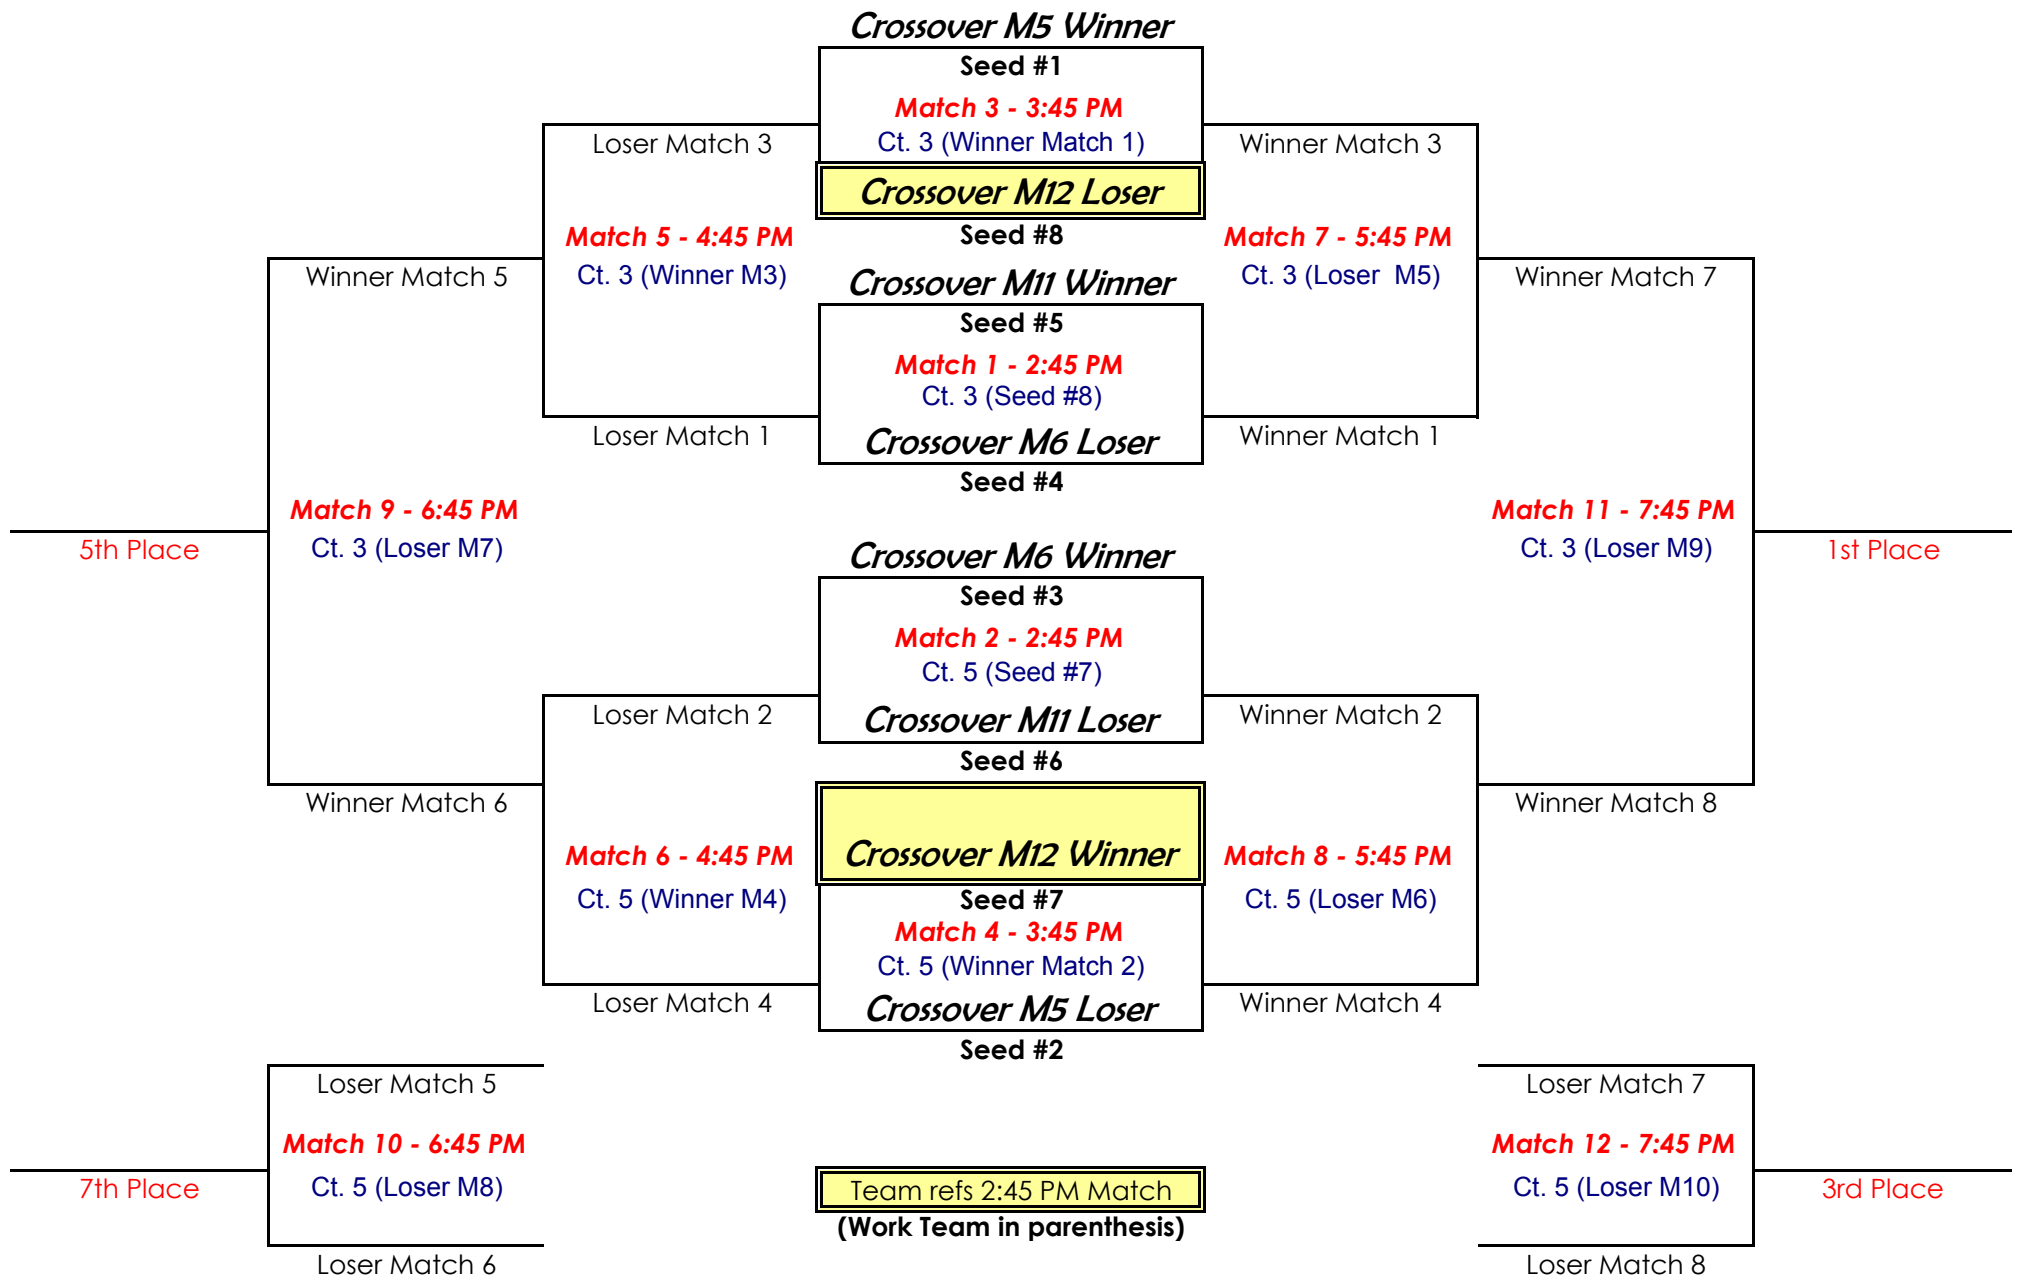 Crossover M5 Winner
Seed #1
Match 3 - 3:45 PM
Loser Match 3
Ct. 3 (Winner Match 1)
Winner Match 3
Crossover M12 Loser
Match 5 - 4:45 PM
Seed #8
Match 7 - 5:45 PM
Winner Match 5
Ct. 3 (Winner M3)
Crossover M11 Winner
Ct. 3 (Loser  M5)
Winner Match 7
Seed #5
Match 1 - 2:45 PM
Ct. 3 (Seed #8)
Loser Match 1
Crossover M6 Loser
Winner Match 1
Seed #4
Match 9 - 6:45 PM
Match 11 - 7:45 PM
5th Place
Ct. 3 (Loser M7)
Crossover M6 Winner
Ct. 3 (Loser M9)
1st Place
Seed #3
Match 2 - 2:45 PM
Ct. 5 (Seed #7)
Loser Match 2
Crossover M11 Loser
Winner Match 2
Seed #6
Winner Match 6
Winner Match 8
Match 6 - 4:45 PM
Crossover M12 Winner
Match 8 - 5:45 PM
Ct. 5 (Winner M4)
Seed #7
Ct. 5 (Loser M6)
Match 4 - 3:45 PM
Ct. 5 (Winner Match 2)
Loser Match 4
Crossover M5 Loser
Winner Match 4
Seed #2
Loser Match 5
Loser Match 7
Match 10 - 6:45 PM
Match 12 - 7:45 PM
7th Place
Ct. 5 (Loser M8)
Team refs 2:45 PM Match
Ct. 5 (Loser M10)
3rd Place
(Work Team in parenthesis)
Loser Match 6
Loser Match 8